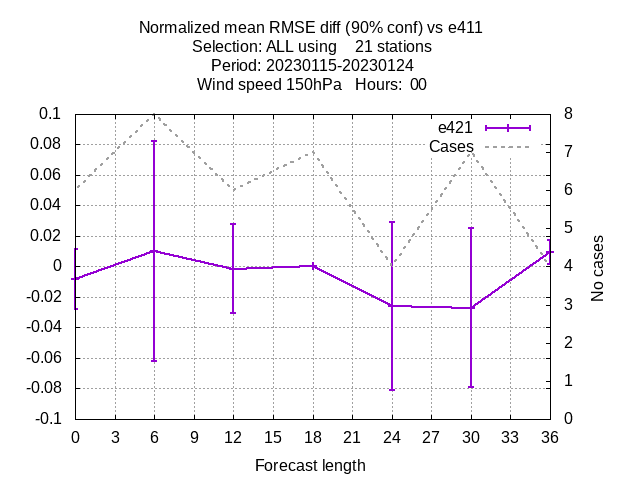 Normalized mean RMSE diff (90% conf) vs e411
Selection: ALL using    21 stations
Period: 20230115-20230124
Wind speed 150hPa   Hours:  00
0.1
0.08
0.06
0.04
0.02
0
-0.02
-0.04
-0.06
-0.08
-0.1
e421
Cases
8
7
6
5
4
3
2
1
0
No cases
0 3 6 9 12 15 18 21 24 27 30 33 36
Forecast length